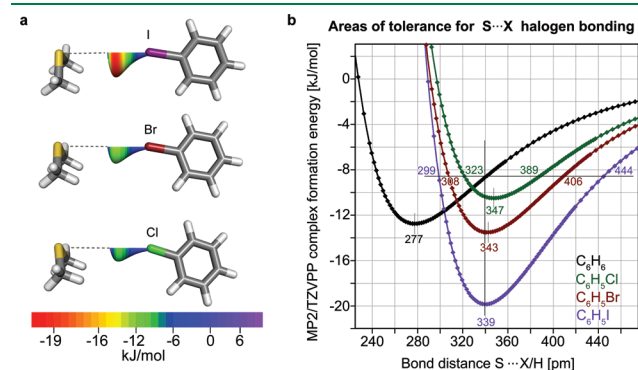 a
I
Br
Cl
-19
-16
-12
-9
-6
-2
2
6
kJ/mol
b
Areas of tolerance for S···X halogen bonding
MP2/TZVPP complex formation energy [kJ/mol]
0
-4
-8
-12
-16
-20
299
308
323
389
406
444
347
343
277
339
C₆H₆
C₆H₅Cl
C₆H₅Br
C₆H₅I
240
280
320
360
400
440
Bond distance S ···X/H [pm]